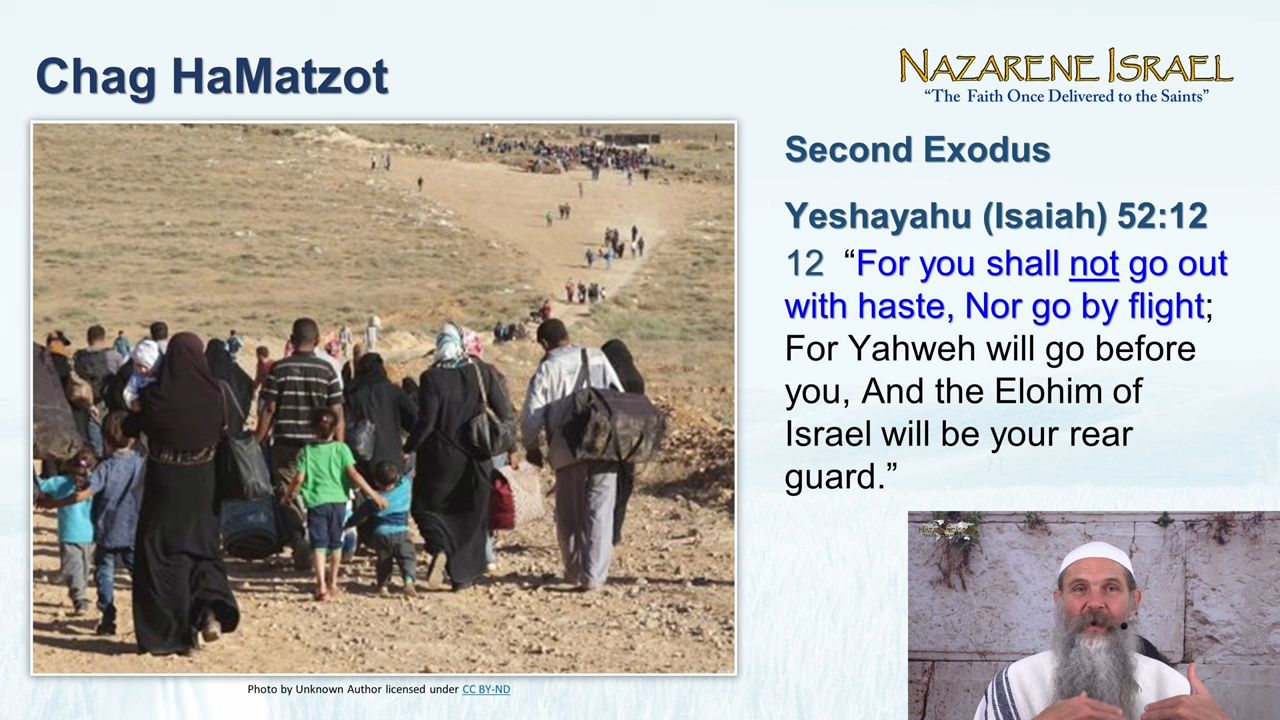 Chag HaMatzot
NAZARENE ISRAEL
“The Faith Once Delivered to the Saints”
Second Exodus
Yeshayahu (Isaiah) 52:12
12 “For you shall not go out
with haste, Nor go by flight;
For Yahweh will go before
you, And the Elohim of
Israel will be your rear
guard.”
Photo by Unknown Author licensed under CC BY-ND